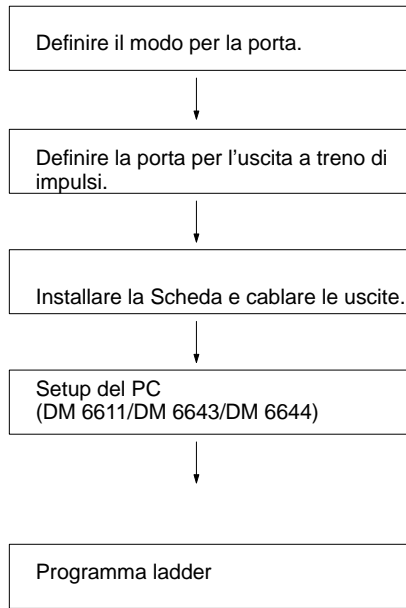 Definire il modo per la porta.
Definire la porta per l'uscita a treno di
impulsi.
Installare la Scheda e cablare le uscite.
Setup del PC
(DM 6611/DM 6643/DM 6644)
Programma ladder